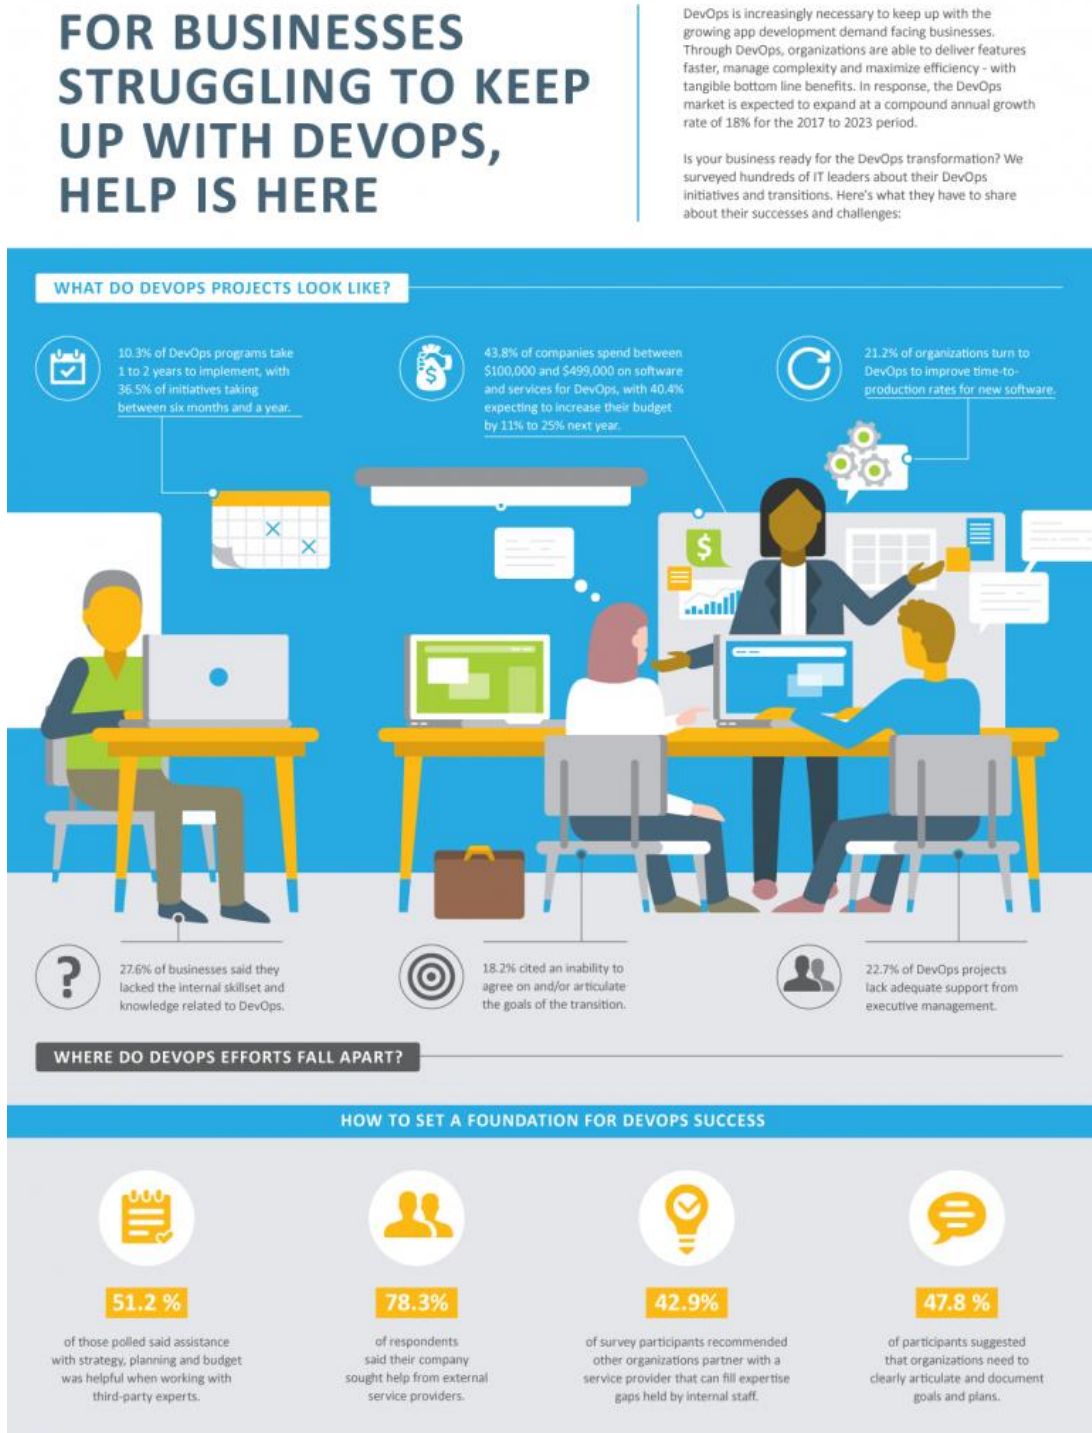 FOR BUSINESSES
STRUGGLING TO KEEP
UP WITH DEVOPS,
HELP IS HERE
DevOps is increasingly necessary to keep up with the
growing app development demand facing businesses.
Through DevOps, organizations are able to deliver features
faster, manage complexity and maximize efficiency - with
tangible bottom line benefits. In response, the DevOps
market is expected to expand at a compound annual growth
rate of 18% for the 2017 to 2023 period.
Is your business ready for the DevOps transformation? We
surveyed hundreds of IT leaders about their DevOps
initiatives and transitions. Here's what they have to share
about their successes and challenges:
WHAT DO DEVOPS PROJECTS LOOK LIKE?
10.3% of DevOps programs take
1 to 2 years to implement, with
36.5% of initiatives taking
between six months and a year.
43.8% of companies spend between
$100,000 and $499,000 on software
and services for DevOps, with 40.4%
expecting to increase their budget
by 11% to 25% next year.
21.2% of organizations turn to
DevOps to improve time-to-
production rates for new software.
$
$
?
27.6% of businesses said they
lacked the internal skillset and
knowledge related to DevOps.
18.2% cited an inability to
agree on and/or articulate
the goals of the transition.
22.7% of DevOps projects
lack adequate support from
executive management.
WHERE DO DEVOPS EFFORTS FALL APART?
HOW TO SET A FOUNDATION FOR DEVOPS SUCCESS
51.2 %
of those polled said assistance
with strategy, planning and budget
was helpful when working with
third-party experts.
78.3%
of respondents
said their company
sought help from external
service providers.
42.9%
of survey participants recommended
other organizations partner with a
service provider that can fill expertise
gaps held by internal staff.
47.8 %
of participants suggested
that organizations need to
clearly articulate and document
goals and plans.